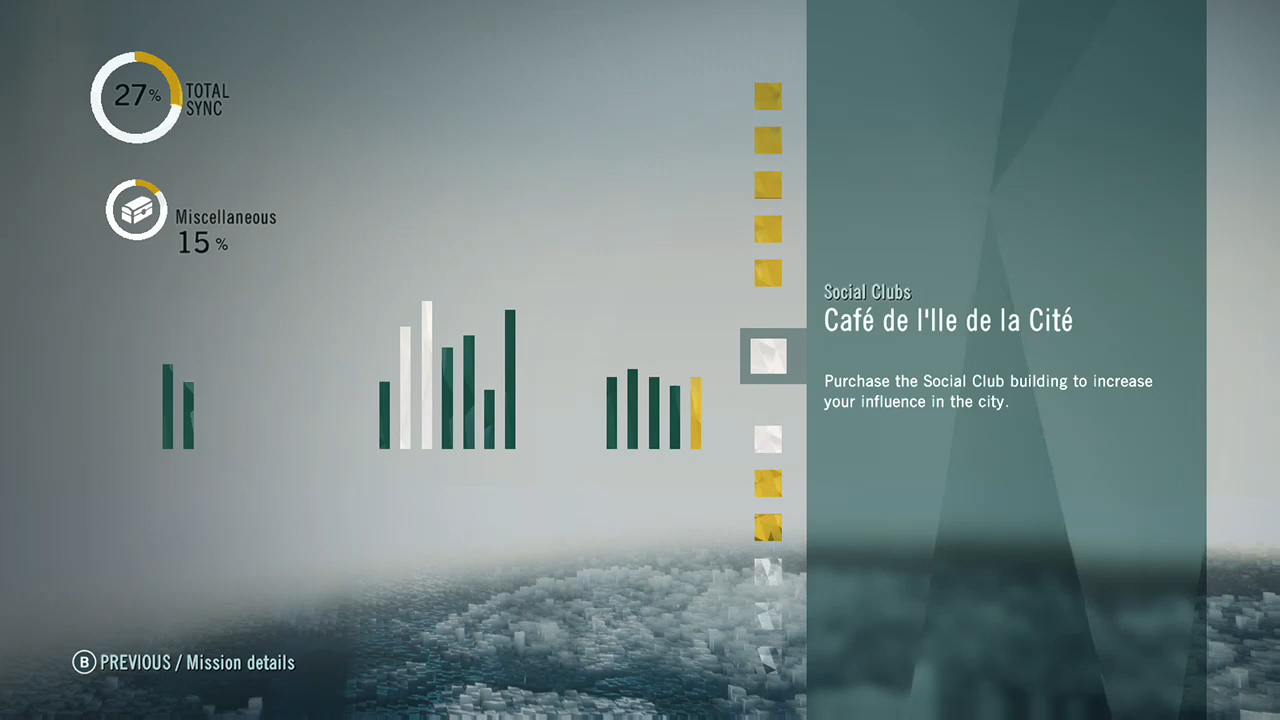 27%
TOTAL
SYNC
Miscellaneous
15 %
Social Clubs
Café de l'Ile de la Cité
Purchase the Social Club building to increase
your influence in the city.
B PREVIOUS / Mission details